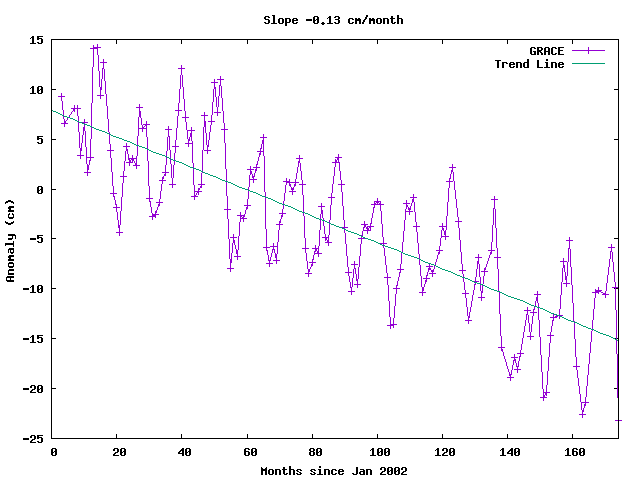 Slope -0.13 cm/month
GRACE
Trend Line
15
10
5
0
-5
-10
-15
-20
-25
Anomaly (cm)
0 20 40 60 80 100 120 140 160
Months since Jan 2002